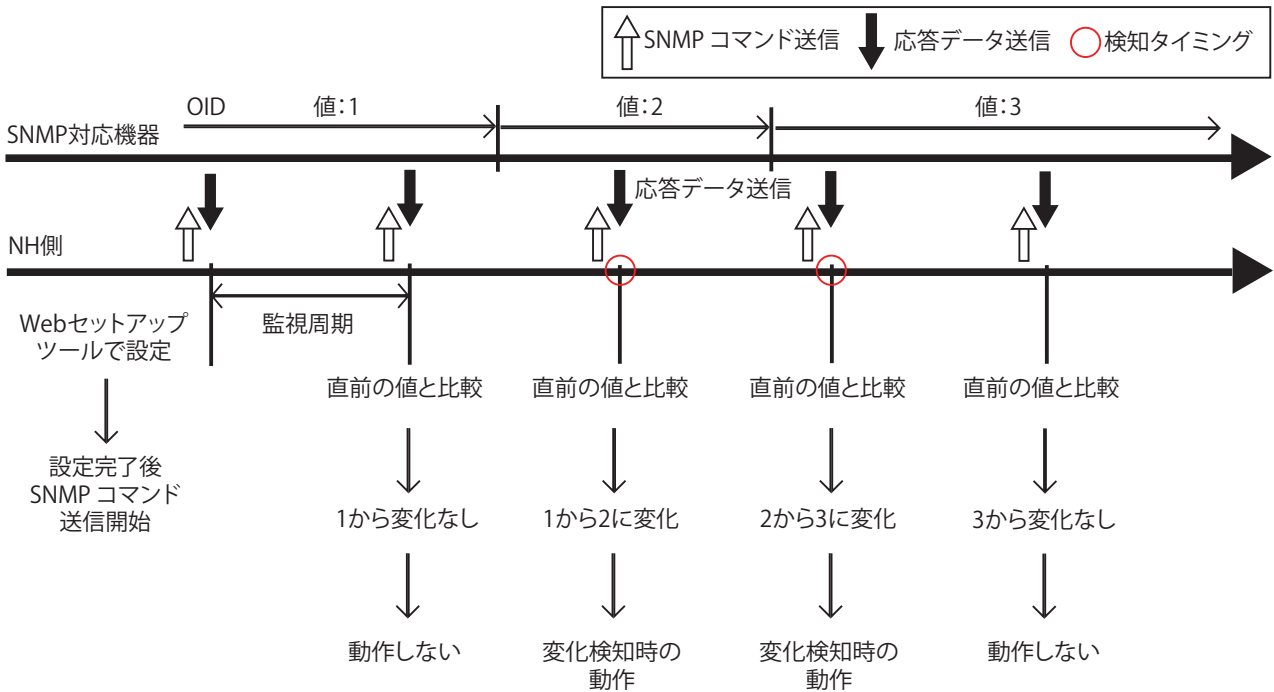 SNMP コマンド送信 応答データ送信 検知タイミング
OID 値：1 値：2 値：3
SNMP対応機器
応答データ送信
NH側
Webセットアップ
ツールで設定
監視周期
直前の値と比較 直前の値と比較 直前の値と比較 直前の値と比較
設定完了後
SNMP コマンド
送信開始
1から変化なし 1から2に変化 2から3に変化 3から変化なし
動作しない 変化検知時の 変化検知時の 動作しない
動作 動作